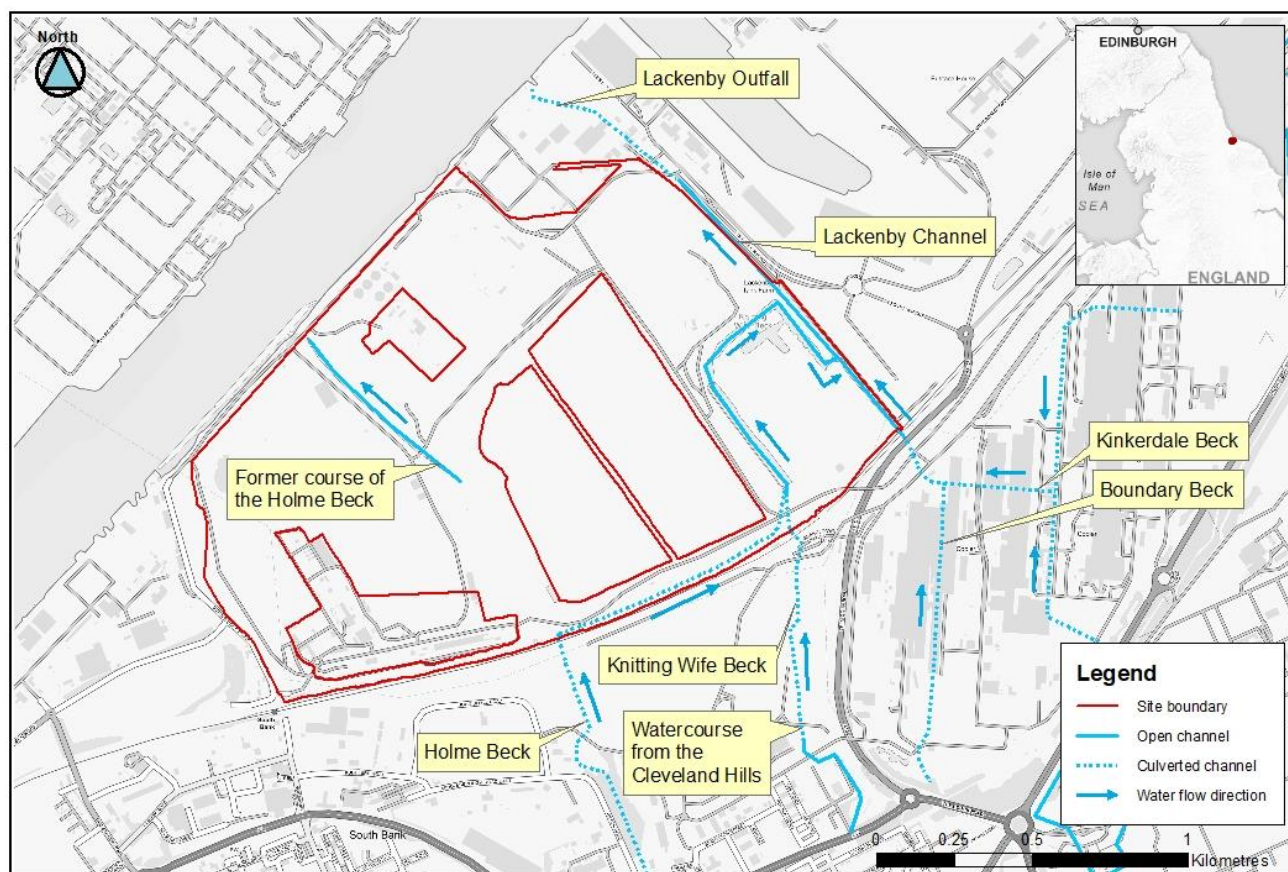 North
EDINBURGH
Isle of
Man
SEA
ENGLAND
Lackenby Outfall
Lackenby Channel
Kinkerdale Beck
Boundary Beck
Former course of
the Holme Beck
Knitting Wife Beck
Holme Beck
Watercourse
from the
Cleveland Hills
South
Bank
South Bank
Legend
Site boundary
Open channel
Culverted channel
Water flow direction
0 0.25 0.5 1
Kilometres